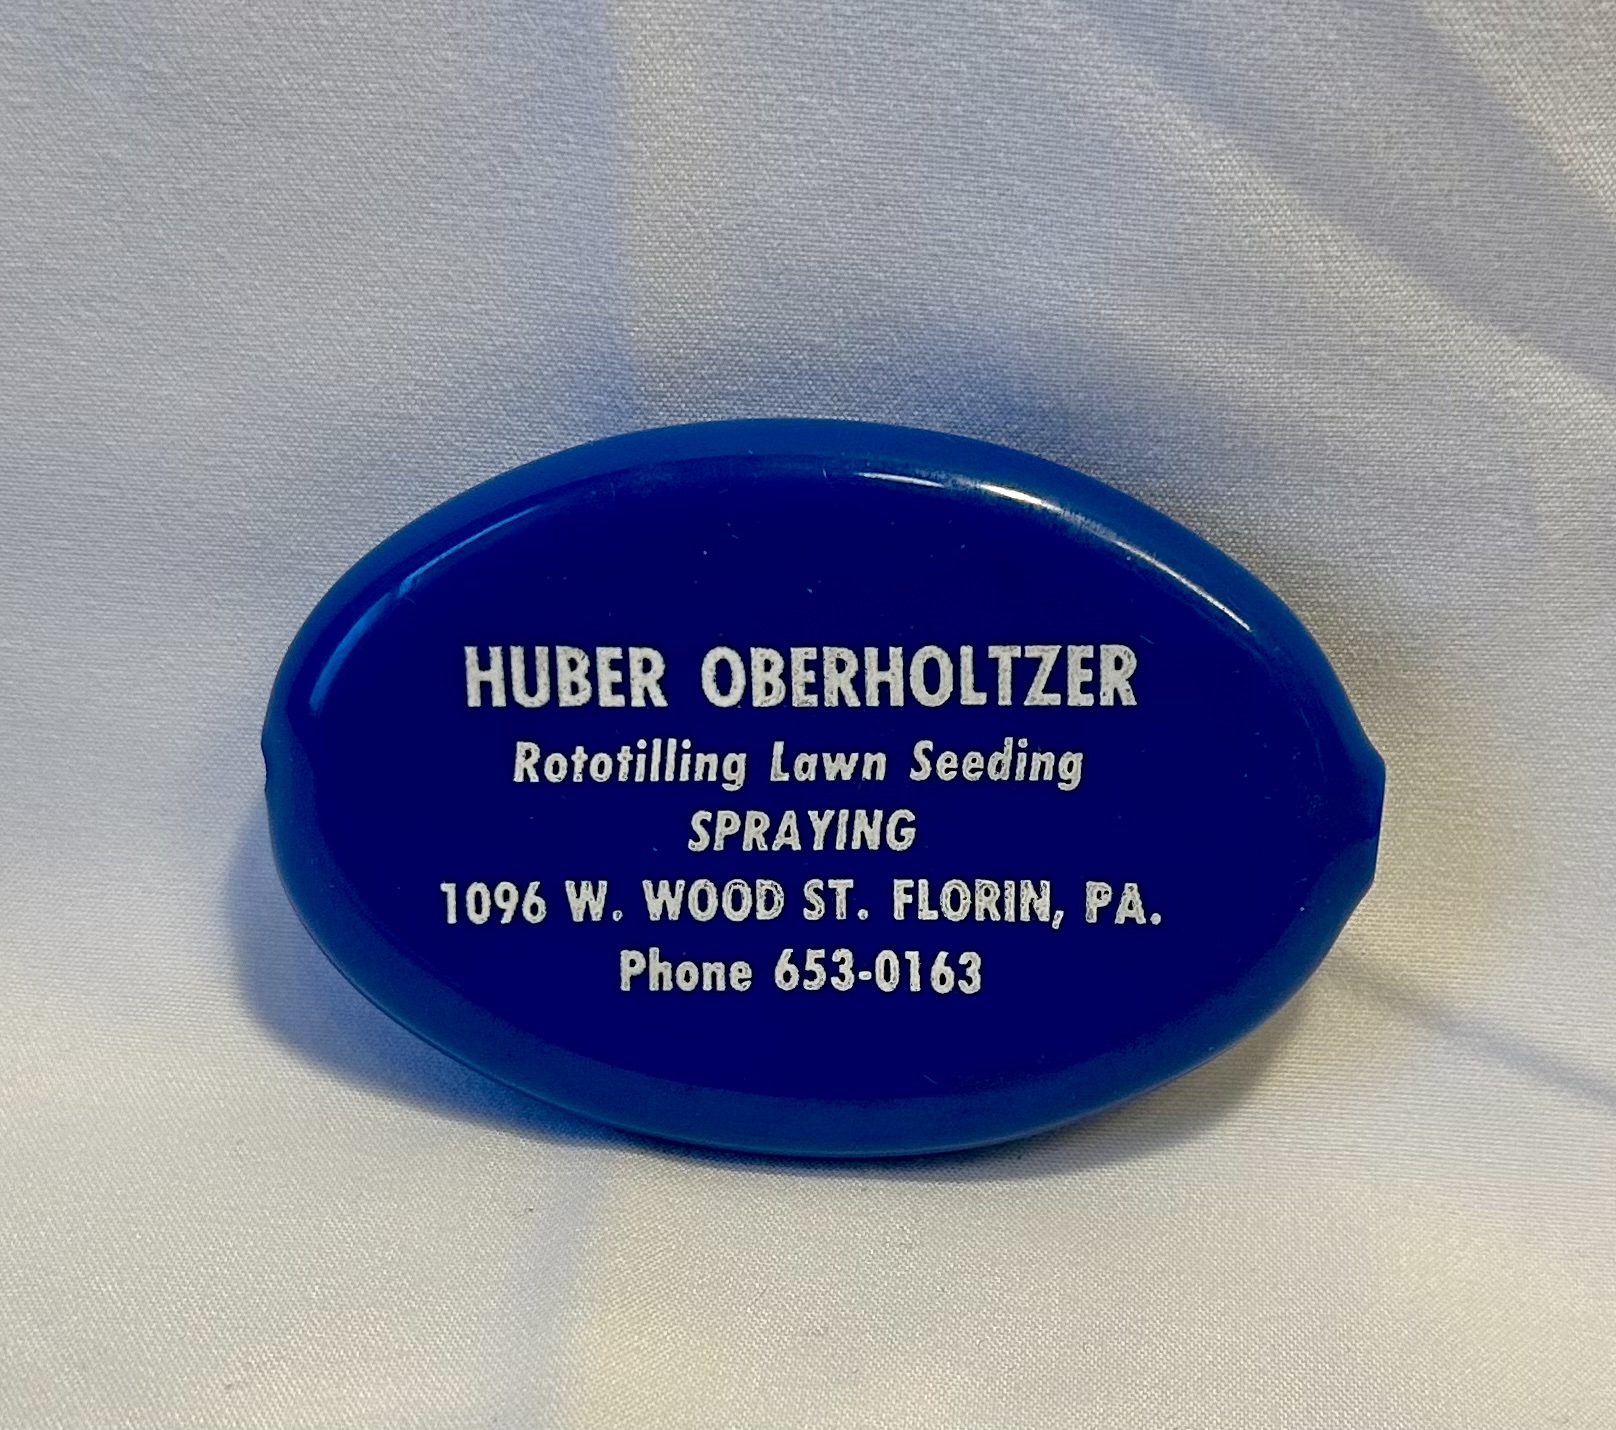 HUBER OBERHOLTZER
Rototilling Lawn Seeding
SPRAYING
1096 W. WOOD ST. FLORIN, PA.
Phone 653-0163